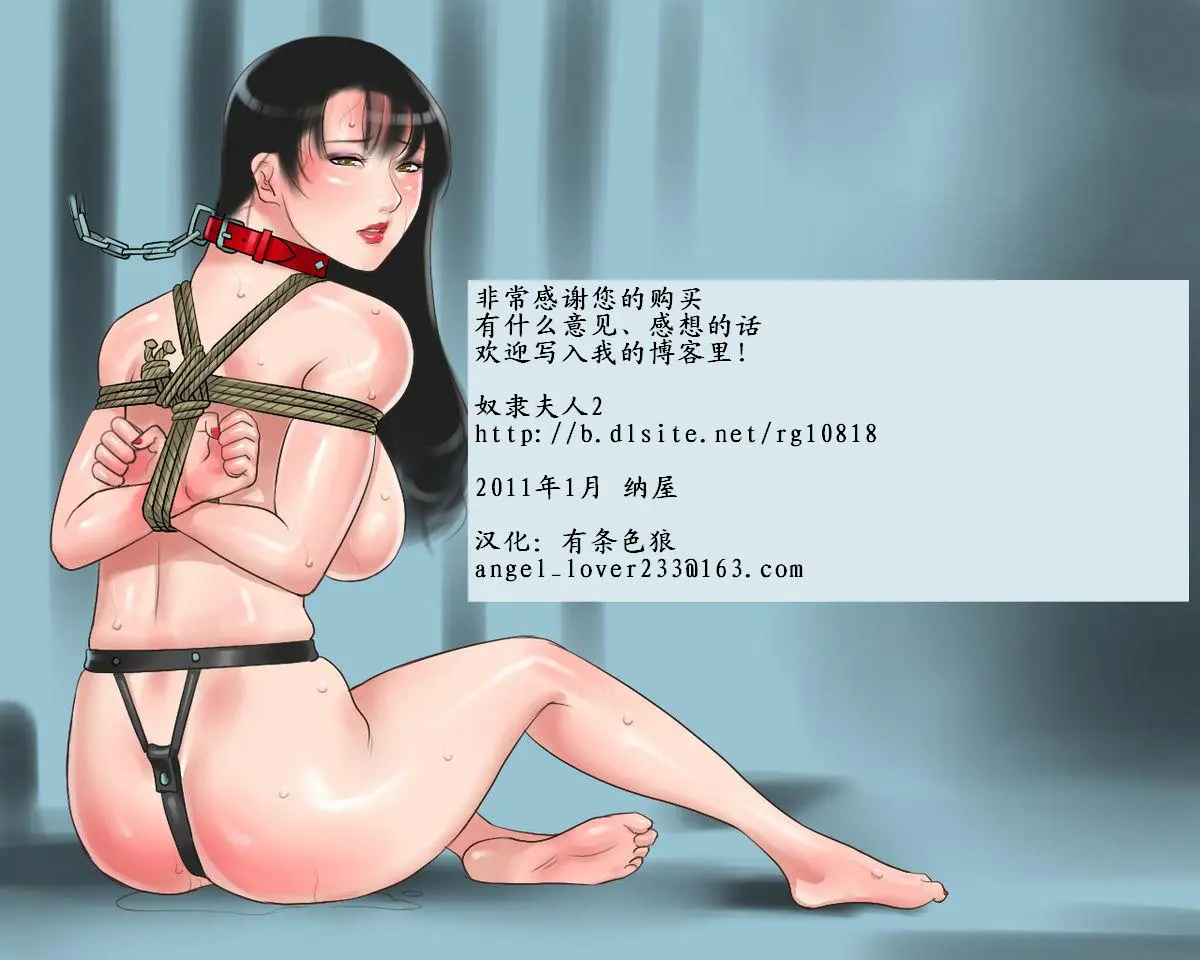 非常感谢您的购买
有什么意见、感想的话
欢迎写入我的博客里!
奴隶夫人2
http://b.dlsite.net/rg10818
2011年1月 纳屋
汉化: 有条色狼
angel_lover233@163.com